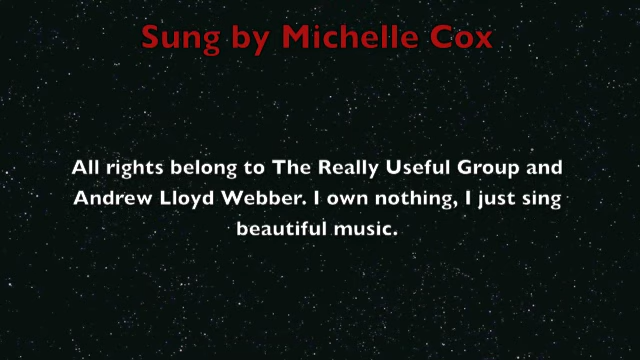 Sung by Michelle Cox
All rights belong to The Really Useful Group and
Andrew Lloyd Webber. I own nothing, I just sing
beautiful music.